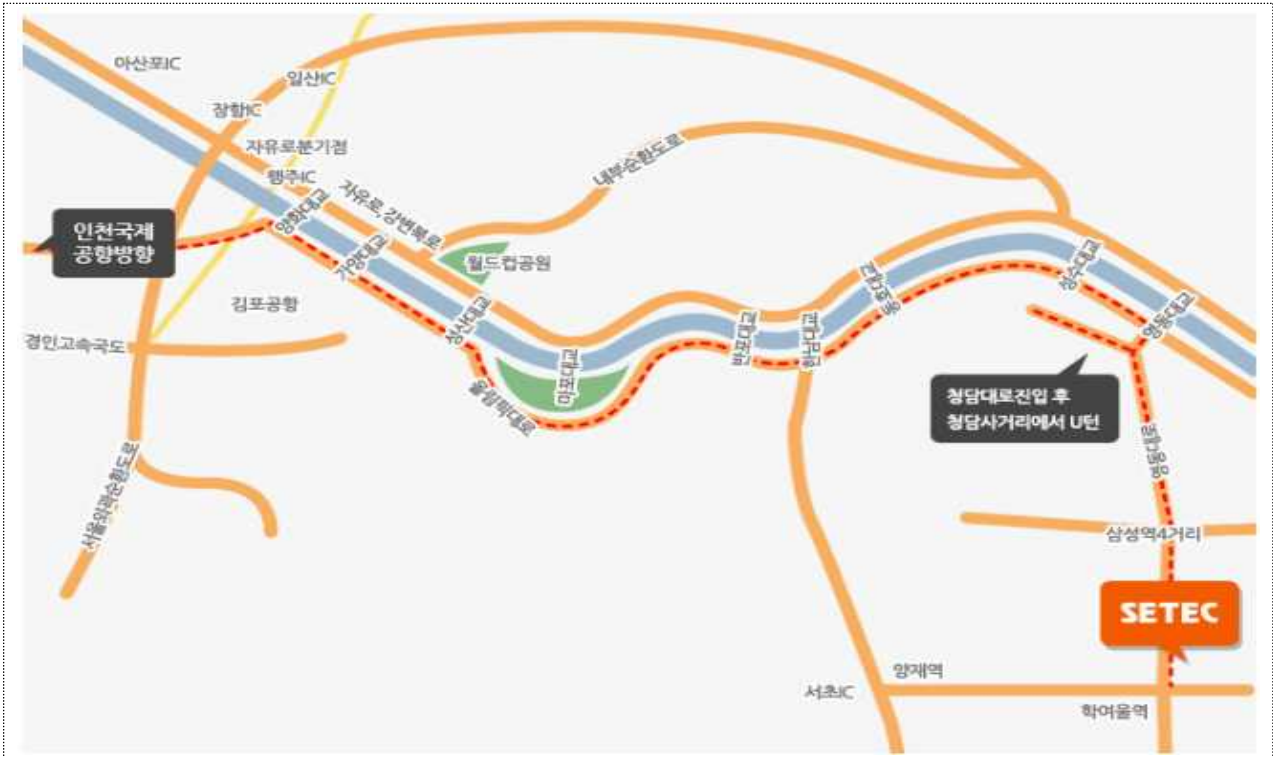 아산포IC
일산IC
장항IC
자유로분기점
행주IC
자유로, 강변북로
내부순환도로
인천국제
공항방향
양화대교
가양대교
월드컵공원
김포공항
경인고속국도
성산대교
마포대교
올림픽대로
반포대교
한남대교
동호대교
성수대교
영동대교
청담대로진입 후
청담사거리에서 U턴
영동대로
서울외곽순환도로
삼성역4거리
SETEC
양재역
서초IC
학여울역